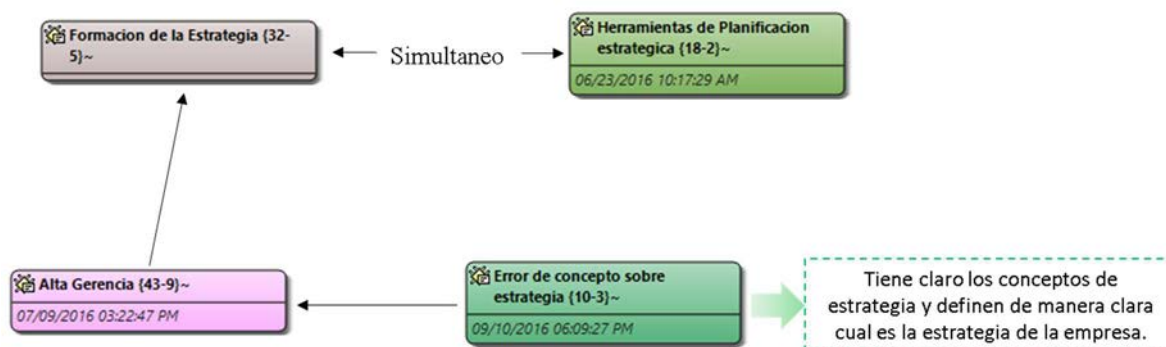 Formacion de la Estrategia {32-
5}~
Simultaneo
Herramientas de Planificacion
estrategica {18-2}~
06/23/2016 10:17:29 AM
Alta Gerencia {43-9}~
07/09/2016 03:22:47 PM
Error de concepto sobre
estrategia {10-3}~
09/10/2016 06:09:27 PM
Tiene claro los conceptos de
estrategia y definen de manera clara
cual es la estrategia de la empresa.